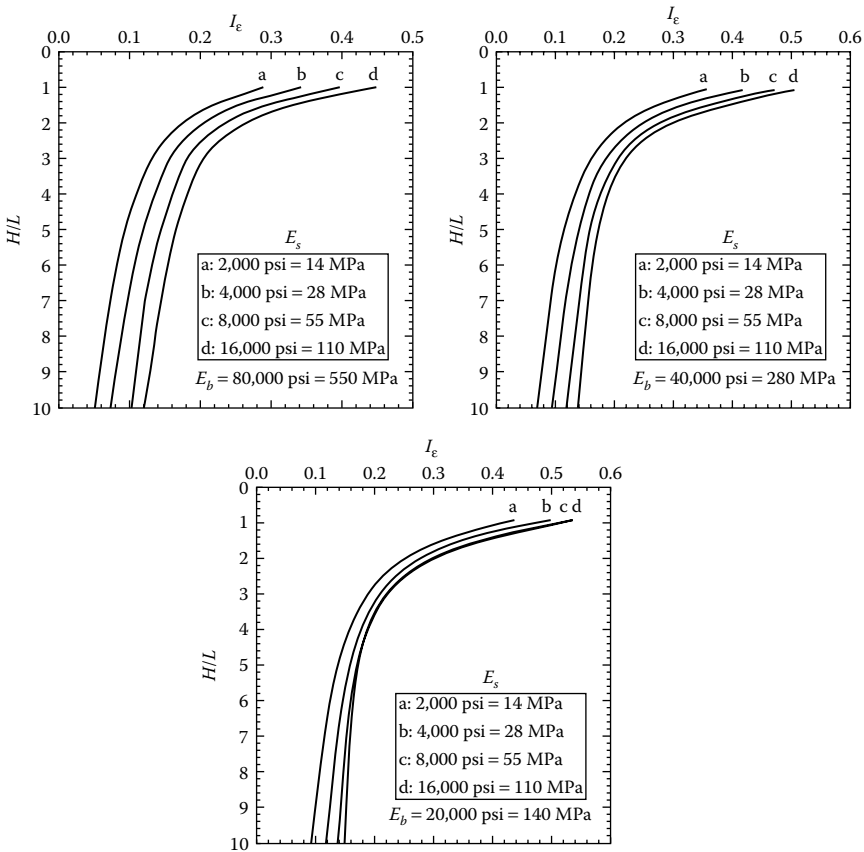 I_ε
0.0 0.1 0.2 0.3 0.4 0.5
0
1
2
3
4
5
6
7
8
9
10
H/L
a b c d
E_s
a: 2,000 psi = 14 MPa
b: 4,000 psi = 28 MPa
c: 8,000 psi = 55 MPa
d: 16,000 psi = 110 MPa
E_b = 80,000 psi = 550 MPa
I_ε
0.0 0.1 0.2 0.3 0.4 0.5 0.6
0
1
2
3
4
5
6
7
8
9
10
H/L
a b c d
E_s
a: 2,000 psi = 14 MPa
b: 4,000 psi = 28 MPa
c: 8,000 psi = 55 MPa
d: 16,000 psi = 110 MPa
E_b = 40,000 psi = 280 MPa
I_ε
0.0 0.1 0.2 0.3 0.4 0.5 0.6
0
1
2
3
4
5
6
7
8
9
10
H/L
a b c d
E_s
a: 2,000 psi = 14 MPa
b: 4,000 psi = 28 MPa
c: 8,000 psi = 55 MPa
d: 16,000 psi = 110 MPa
E_b = 20,000 psi = 140 MPa